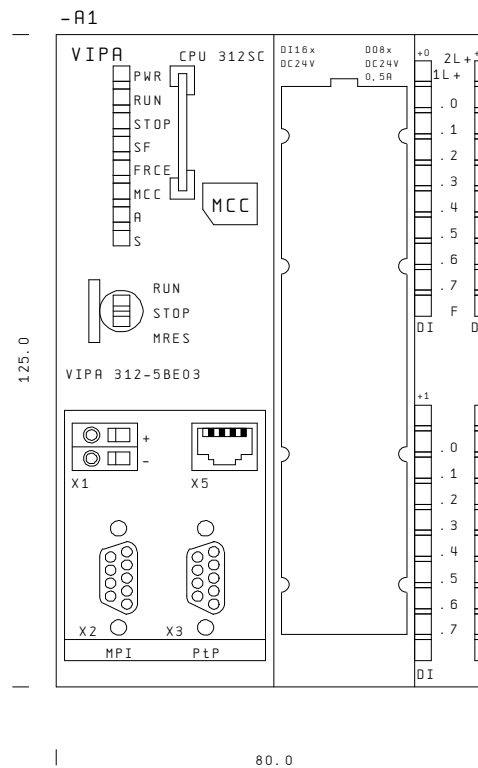 -A1
VIPA CPU 312SC
PWR
RUN
STOP
SF
FRCE
MCC
A
S
MCC
RUN
STOP
MRES
VIPA 312-5BE03
+
-
X1 X5
X2 X3
MPI PtP
DI16x
DC24V
DO8x
DC24V
0,5A
+0 2L+
1L+
.0
.1
.2
.3
.4
.5
.6
.7
F
DI D
+1
.0
.1
.2
.3
.4
.5
.6
.7
DI
125.0
80.0